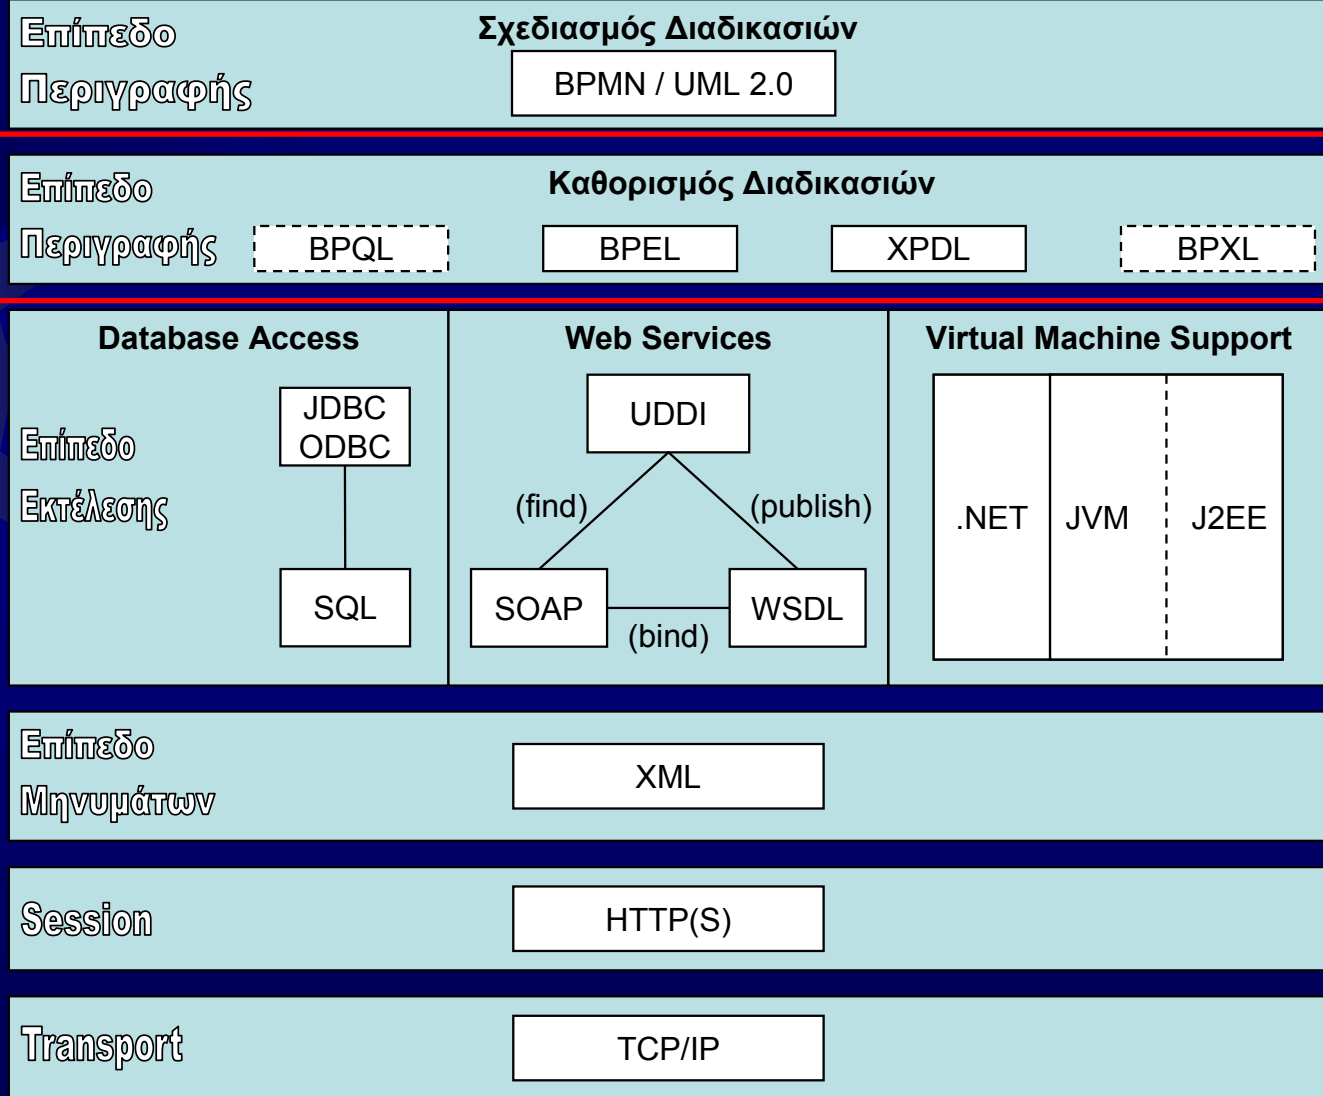 Επίπεδο
Περιγραφής
Σχεδιασμός Διαδικασιών
BPMN / UML 2.0
Επίπεδο
Περιγραφής
Καθορισμός Διαδικασιών
BPQL
BPEL
XPDL
BPXL
Επίπεδο
Εκτέλεσης
Database Access
JDBC
ODBC
SQL
Web Services
UDDI
(find)
(publish)
SOAP
WSDL
(bind)
Virtual Machine Support
.NET
JVM
J2EE
Επίπεδο
Μηνυμάτων
XML
Session
HTTP(S)
Transport
TCP/IP